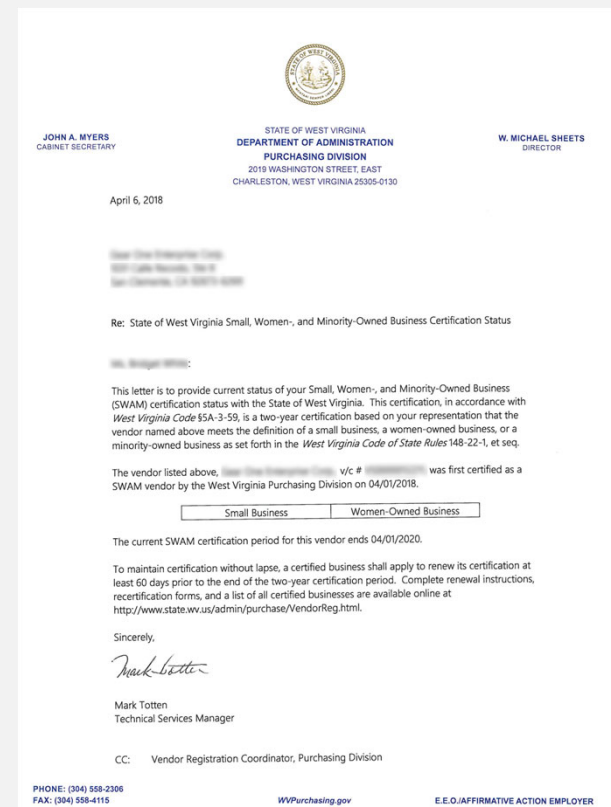 STATE OF WEST VIRGINIA
JOHN A. MYERS
CABINET SECRETARY
STATE OF WEST VIRGINIA
DEPARTMENT OF ADMINISTRATION
PURCHASING DIVISION
2019 WASHINGTON STREET, EAST
CHARLESTON, WEST VIRGINIA 25305-0130
W. MICHAEL SHEETS
DIRECTOR
April 6, 2018
Re: State of West Virginia Small, Women-, and Minority-Owned Business Certification Status
:
This letter is to provide current status of your Small, Women-, and Minority-Owned Business
(SWAM) certification status with the State of West Virginia. This certification, in accordance with
West Virginia Code §5A-3-59, is a two-year certification based on your representation that the
vendor named above meets the definition of a small business, a women-owned business, or a
minority-owned business as set forth in the West Virginia Code of State Rules 148-22-1, et seq.
The vendor listed above, v/c # was first certified as a
SWAM vendor by the West Virginia Purchasing Division on 04/01/2018.
Small Business Women-Owned Business
The current SWAM certification period for this vendor ends 04/01/2020.
To maintain certification without lapse, a certified business shall apply to renew its certification at
least 60 days prior to the end of the two-year certification period. Complete renewal instructions,
recertification forms, and a list of all certified businesses are available online at
http://www.state.wv.us/admin/purchase/VendorReg.html.
Sincerely,
Mark Totten
Mark Totten
Technical Services Manager
CC: Vendor Registration Coordinator, Purchasing Division
PHONE: (304) 558-2306
FAX: (304) 558-4115
WVPurchasing.gov
E.E.O./AFFIRMATIVE ACTION EMPLOYER